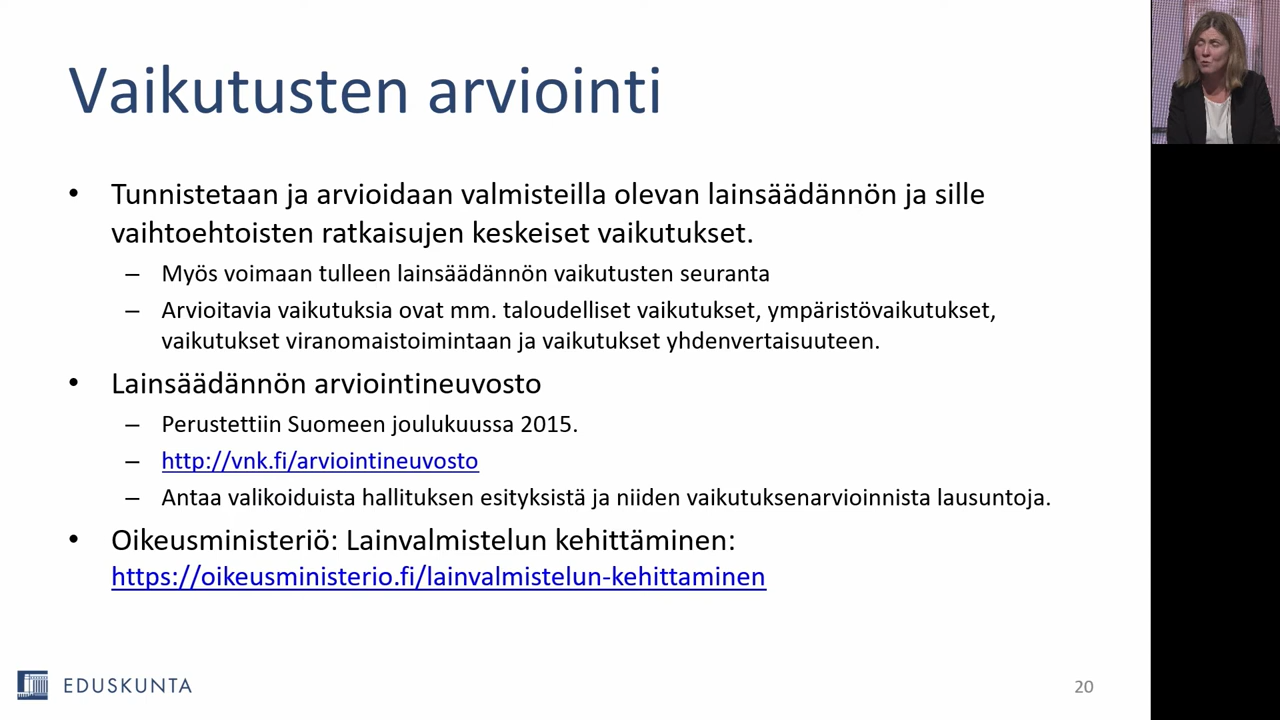 Vaikutusten arviointi
• Tunnistetaan ja arvioidaan valmisteilla olevan lainsäädännön ja sille
vaihtoehtoisten ratkaisujen keskeiset vaikutukset.
– Myös voimaan tulleen lainsäädännön vaikutusten seuranta
– Arvioitavia vaikutuksia ovat mm. taloudelliset vaikutukset, ympäristövaikutukset,
vaikutukset viranomaistoimintaan ja vaikutukset yhdenvertaisuuteen.
• Lainsäädännön arviointineuvosto
– Perustettiin Suomeen joulukuussa 2015.
– http://vnk.fi/arviointineuvosto
– Antaa valikoiduista hallituksen esityksistä ja niiden vaikutuksenarvioinnista lausuntoja.
• Oikeusministeriö: Lainvalmistelun kehittäminen:
https://oikeusministerio.fi/lainvalmistelun-kehittaminen
EDUSKUNTA
20